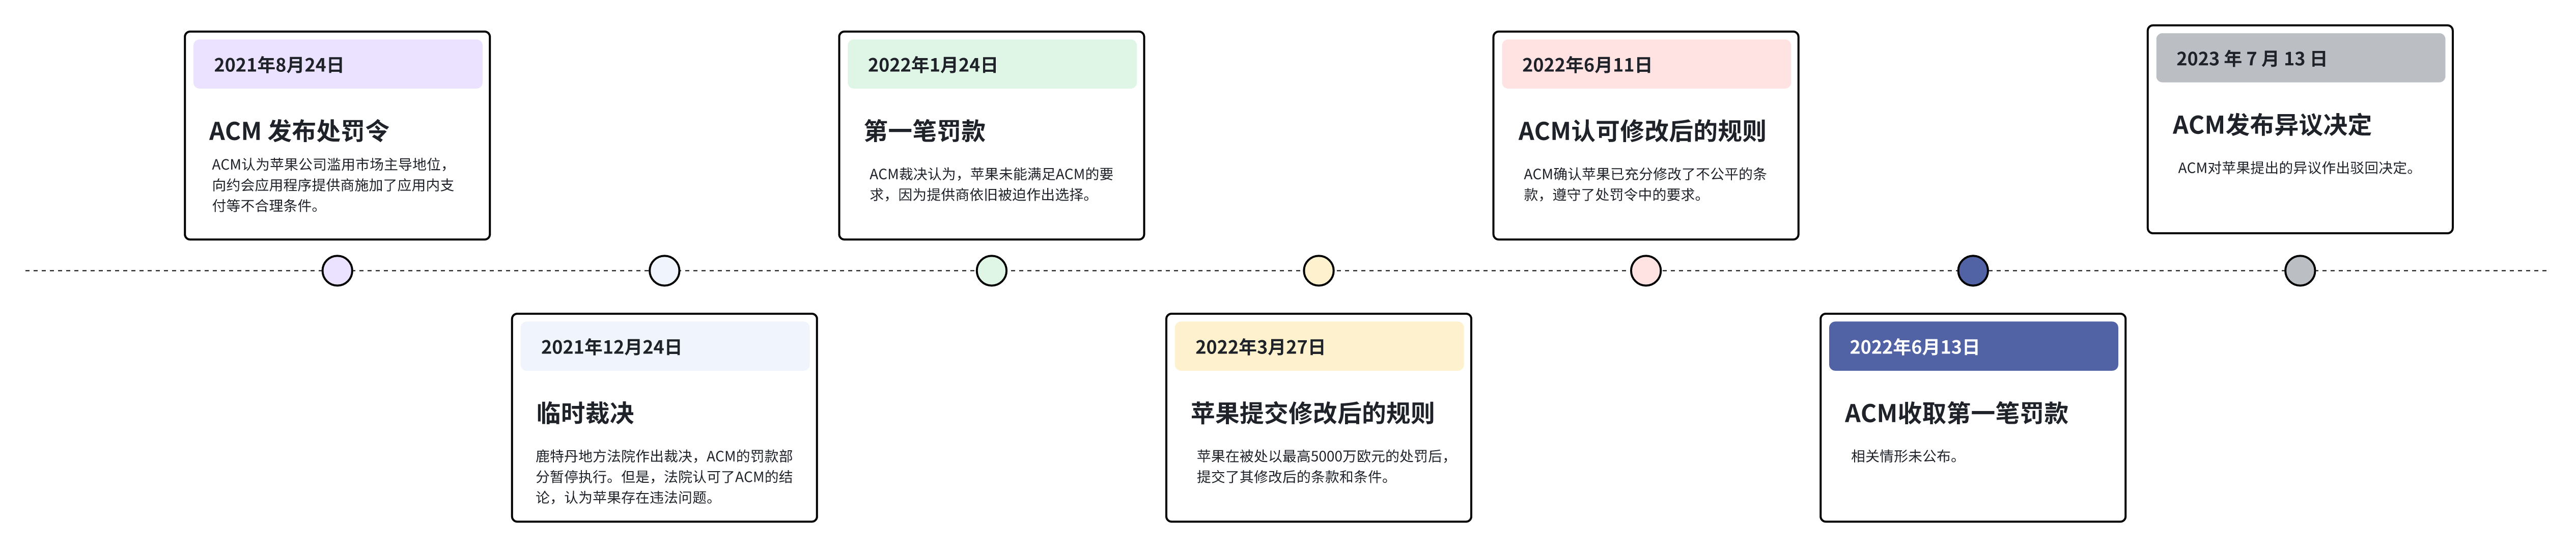 2021年8月24日
ACM 发布处罚令
ACM认为苹果公司滥用市场主导地位，
向约会应用程序提供商施加了应用内支
付等不合理条件。
2021年12月24日
临时裁决
鹿特丹地方法院作出裁决，ACM的罚款部
分暂停执行。但是，法院认可了ACM的结
论，认为苹果存在违法问题。
2022年1月24日
第一笔罚款
ACM裁决认为，苹果未能满足ACM的要
求，因为提供商依旧被迫作出选择。
2022年3月27日
苹果提交修改后的规则
苹果在被处以最高5000万欧元的处罚后，
提交了其修改后的条款和条件。
2022年6月11日
ACM认可修改后的规则
ACM确认苹果已充分修改了不公平的条
款，遵守了处罚令中的要求。
2022年6月13日
ACM收取第一笔罚款
相关情形未公布。
2023 年 7 月 13 日
ACM发布异议决定
ACM对苹果提出的异议作出驳回决定。